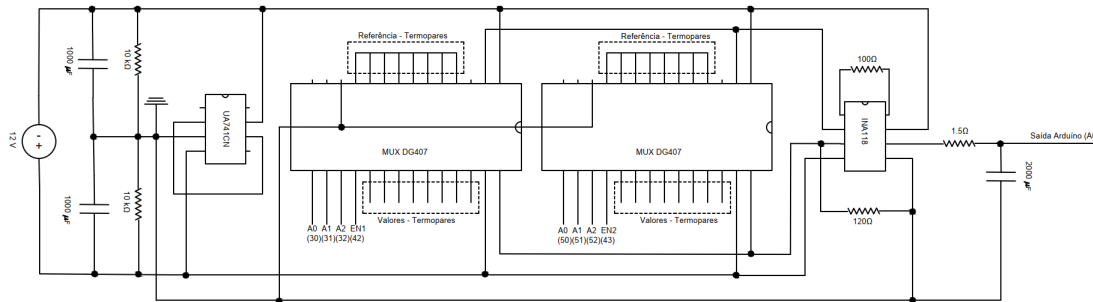 12 V
-
+
1000 µF
1000 µF
10 kΩ
10 kΩ
UA741CN
Referência - Termopares
MUX DG407
Valores - Termopares
A0 A1 A2 EN1
(30)(31)(32)(42)
Referência - Termopares
MUX DG407
Valores - Termopares
A0 A1 A2 EN2
(50)(51)(52)(43)
100Ω
INA118
120Ω
1.5Ω
2000 µF
Saída Arduíno (A0